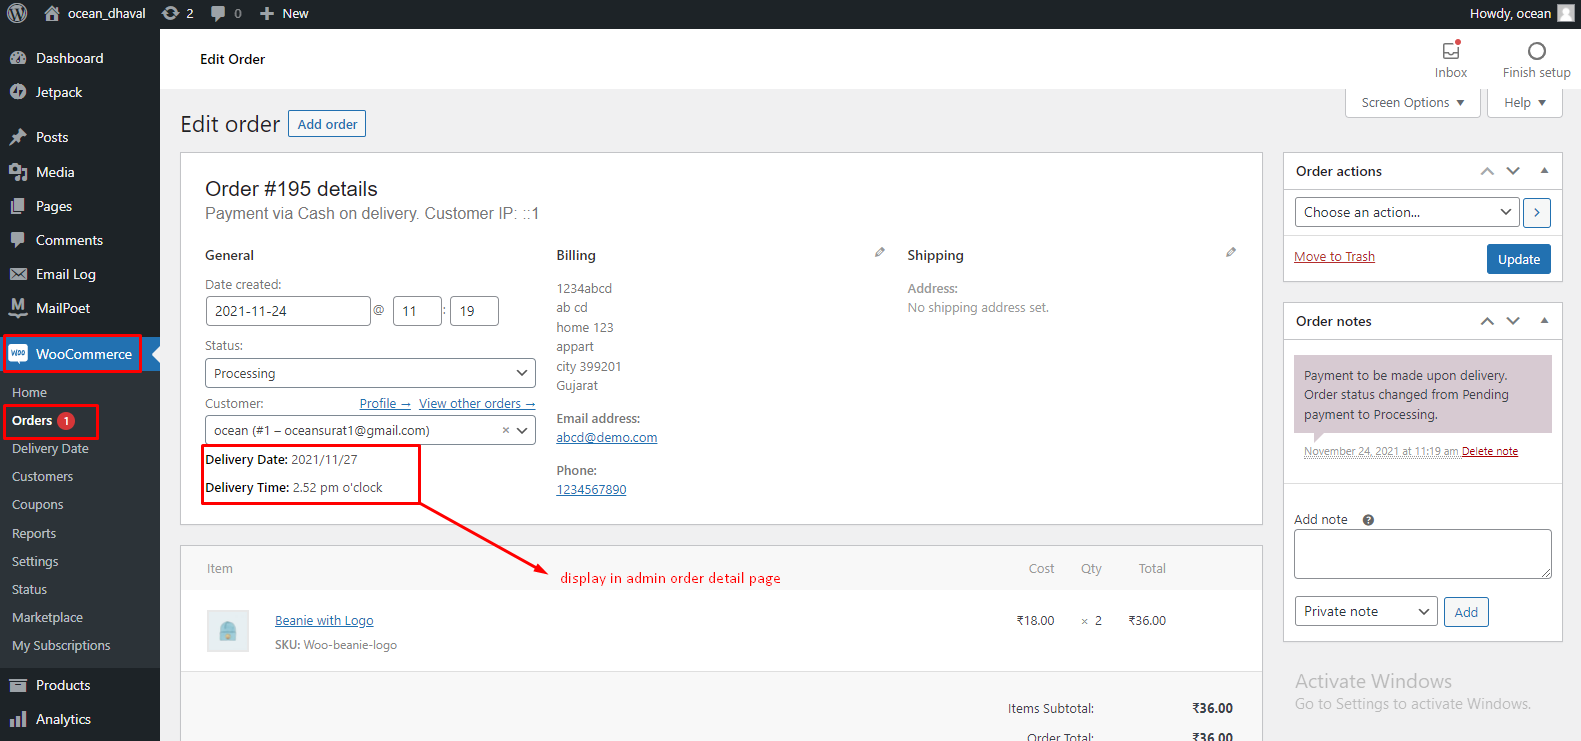 ocean_dhaval 2 0 New Howdy, ocean
Dashboard
Jetpack
Posts
Media
Pages
Comments
Email Log
MailPoet
WooCommerce
Home
Orders 1
Delivery Date
Customers
Coupons
Reports
Settings
Status
Marketplace
My Subscriptions
Products
Analytics
Edit Order
Inbox
Finish setup
Screen Options
Help
Edit order
Add order
Order #195 details
Payment via Cash on delivery. Customer IP: ::1
General
Date created:
2021-11-24 @ 11 : 19
Status:
Processing
Customer: Profile → View other orders →
ocean (#1 – oceansurat1@gmail.com) ×
Delivery Date: 2021/11/27
Delivery Time: 2.52 pm o'clock
Billing
1234abcd
ab cd
home 123
appart
city 399201
Gujarat
Email address:
abcd@demo.com
Phone:
1234567890
Shipping
Address:
No shipping address set.
display in admin order detail page
Item Cost Qty Total
Beanie with Logo ₹18.00 × 2 ₹36.00
SKU: Woo-beanie-logo
Items Subtotal: ₹36.00
Order Total: ₹36.00
Order actions
Choose an action...
Move to Trash
Update
Order notes
Payment to be made upon delivery.
Order status changed from Pending
payment to Processing.
November 24, 2021 at 11:19 am Delete note
Add note ?
Private note
Add
Activate Windows
Go to Settings to activate Windows.